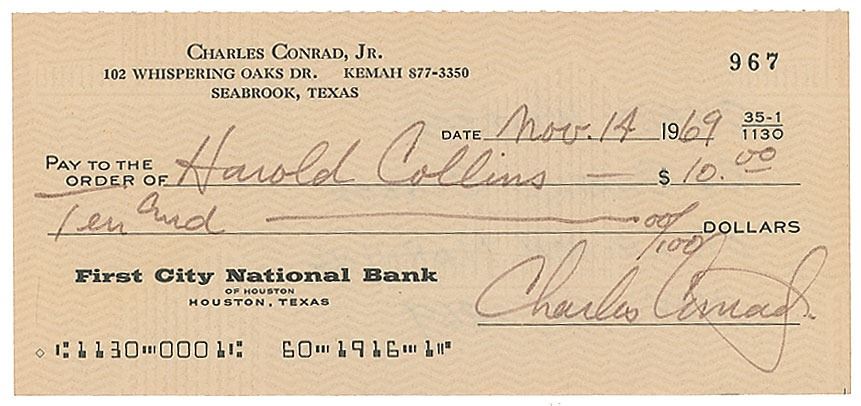 CHARLES CONRAD, JR.
102 WHISPERING OAKS DR. KEMAH 877-3350
SEABROOK, TEXAS
967
DATE Nov. 14 1969 35-1
1130
PAY TO THE
ORDER OF Harold Collins — $ 10.00
Ten and — 00/100 DOLLARS
First City National Bank
OF HOUSTON
HOUSTON, TEXAS
Charles Conrad Jr.
⑆1130⑉0001⑆ 60⑉1916⑉1⑈